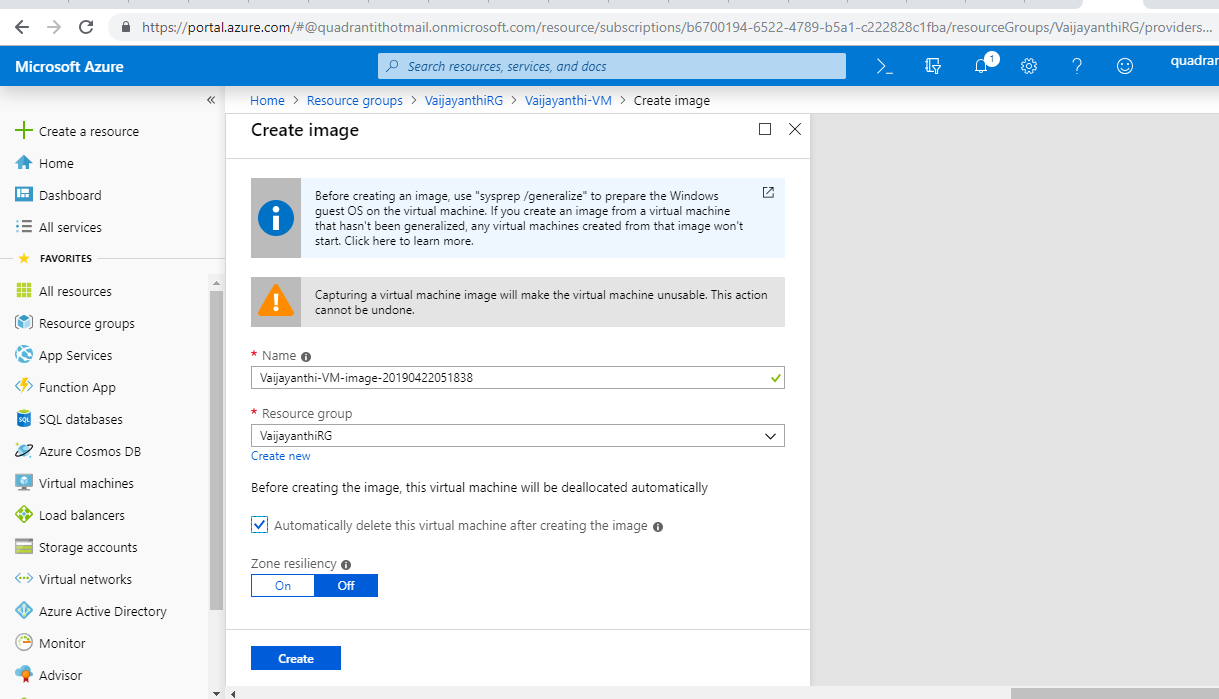 https://portal.azure.com/#@quadrantithotmail.onmicrosoft.com/resource/subscriptions/b6700194-6522-4789-b5a1-c222828c1fba/resourceGroups/VaijayanthiRG/providers...
Microsoft Azure
Search resources, services, and docs
1
quadran
Home > Resource groups > VaijayanthiRG > Vaijayanthi-VM > Create image
Create a resource
Home
Dashboard
All services
FAVORITES
All resources
Resource groups
App Services
Function App
SQL databases
Azure Cosmos DB
Virtual machines
Load balancers
Storage accounts
Virtual networks
Azure Active Directory
Monitor
Advisor
Create image
Before creating an image, use "sysprep /generalize" to prepare the Windows
guest OS on the virtual machine. If you create an image from a virtual machine
that hasn't been generalized, any virtual machines created from that image won't
start. Click here to learn more.
Capturing a virtual machine image will make the virtual machine unusable. This action
cannot be undone.
* Name
Vaijayanthi-VM-image-20190422051838
* Resource group
VaijayanthiRG
Create new
Before creating the image, this virtual machine will be deallocated automatically
Automatically delete this virtual machine after creating the image
Zone resiliency
On Off
Create